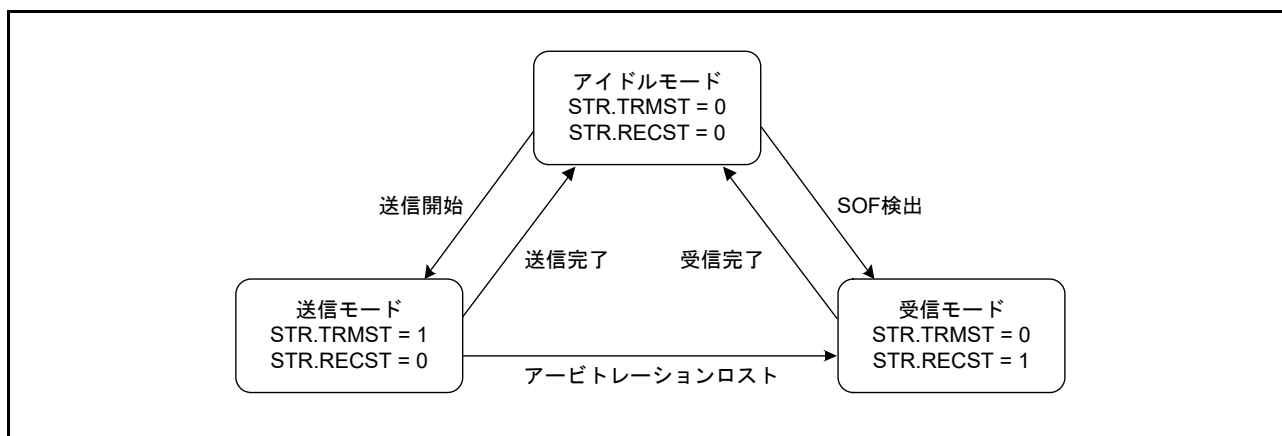 アイドルモード
STR.TRMST = 0
STR.RECST = 0
送信開始
SOF検出
送信完了
受信完了
送信モード
STR.TRMST = 1
STR.RECST = 0
受信モード
STR.TRMST = 0
STR.RECST = 1
アービトレーションロスト